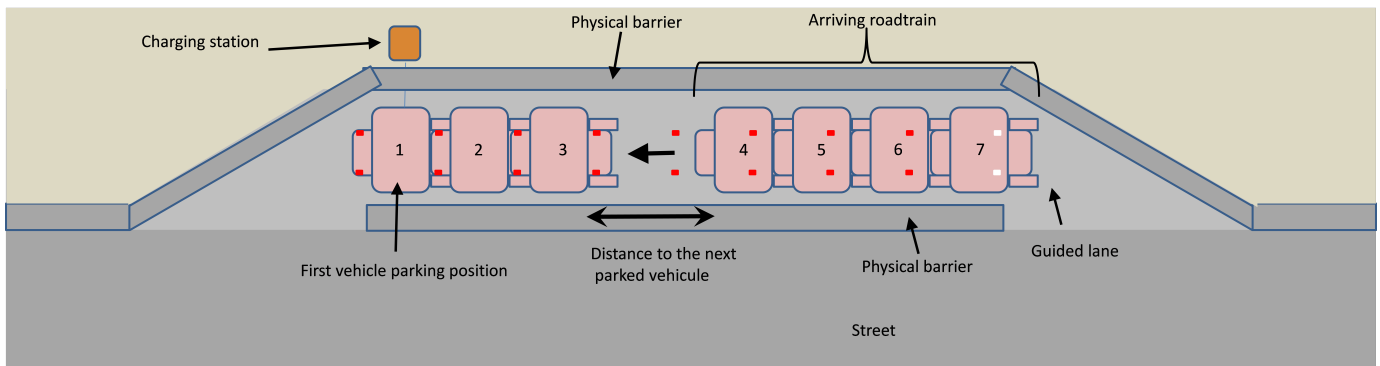 Physical barrier
Arriving roadtrain
Charging station
1
2
3
4
5
6
7
First vehicle parking position
Distance to the next
parked vehicule
Physical barrier
Guided lane
Street